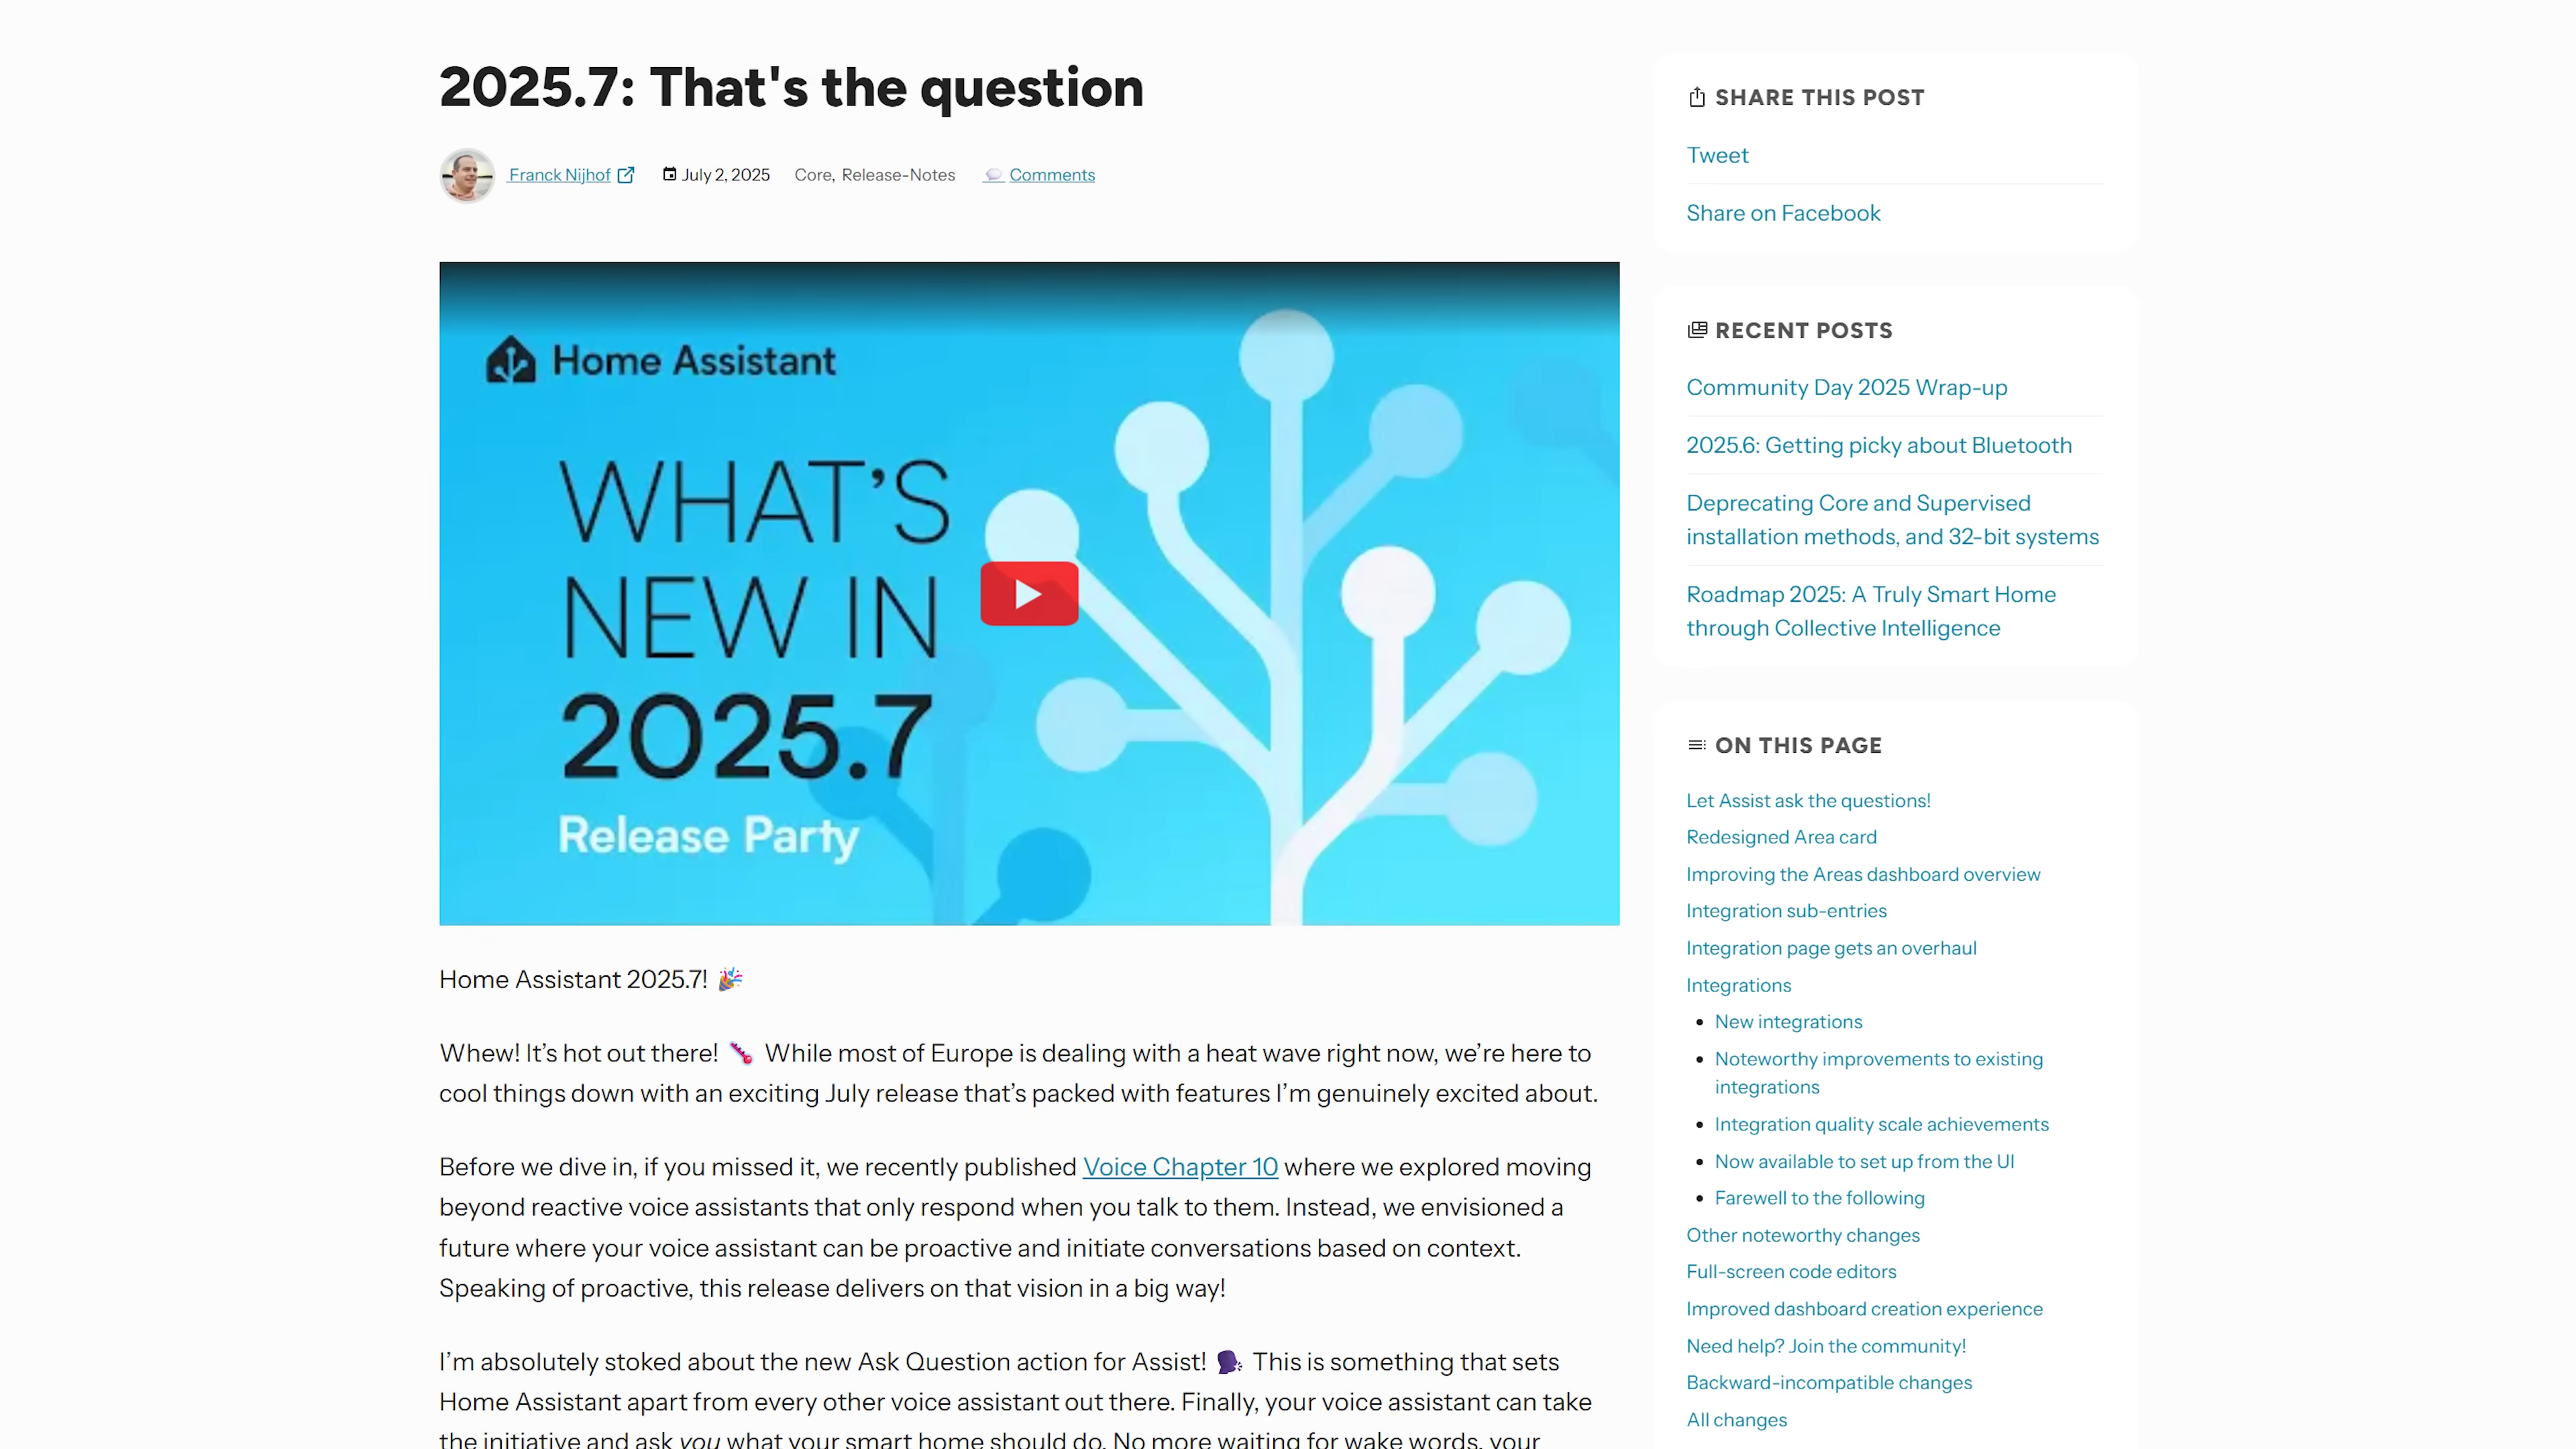 2025.7: That's the question
Franck Nijhof
July 2, 2025
Core, Release-Notes
Comments
Home Assistant
WHAT'S
NEW IN
2025.7
Release Party
Home Assistant 2025.7! 🎉
Whew! It’s hot out there! 🌡️ While most of Europe is dealing with a heat wave right now, we’re here to
cool things down with an exciting July release that’s packed with features I’m genuinely excited about.
Before we dive in, if you missed it, we recently published Voice Chapter 10 where we explored moving
beyond reactive voice assistants that only respond when you talk to them. Instead, we envisioned a
future where your voice assistant can be proactive and initiate conversations based on context.
Speaking of proactive, this release delivers on that vision in a big way!
I’m absolutely stoked about the new Ask Question action for Assist! 🗣️ This is something that sets
Home Assistant apart from every other voice assistant out there. Finally, your voice assistant can take
the initiative and ask you what your smart home should do. No more waiting for wake words, your
SHARE THIS POST
Tweet
Share on Facebook
RECENT POSTS
Community Day 2025 Wrap-up
2025.6: Getting picky about Bluetooth
Deprecating Core and Supervised
installation methods, and 32-bit systems
Roadmap 2025: A Truly Smart Home
through Collective Intelligence
ON THIS PAGE
Let Assist ask the questions!
Redesigned Area card
Improving the Areas dashboard overview
Integration sub-entries
Integration page gets an overhaul
Integrations
• New integrations
• Noteworthy improvements to existing
integrations
• Integration quality scale achievements
• Now available to set up from the UI
• Farewell to the following
Other noteworthy changes
Full-screen code editors
Improved dashboard creation experience
Need help? Join the community!
Backward-incompatible changes
All changes